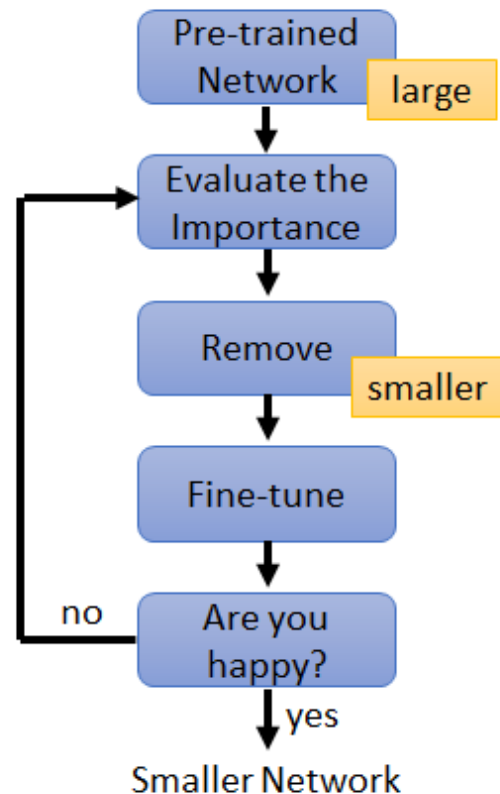 Pre-trained
Network
large
Evaluate the
Importance
Remove
smaller
Fine-tune
no
Are you
happy?
yes
Smaller Network